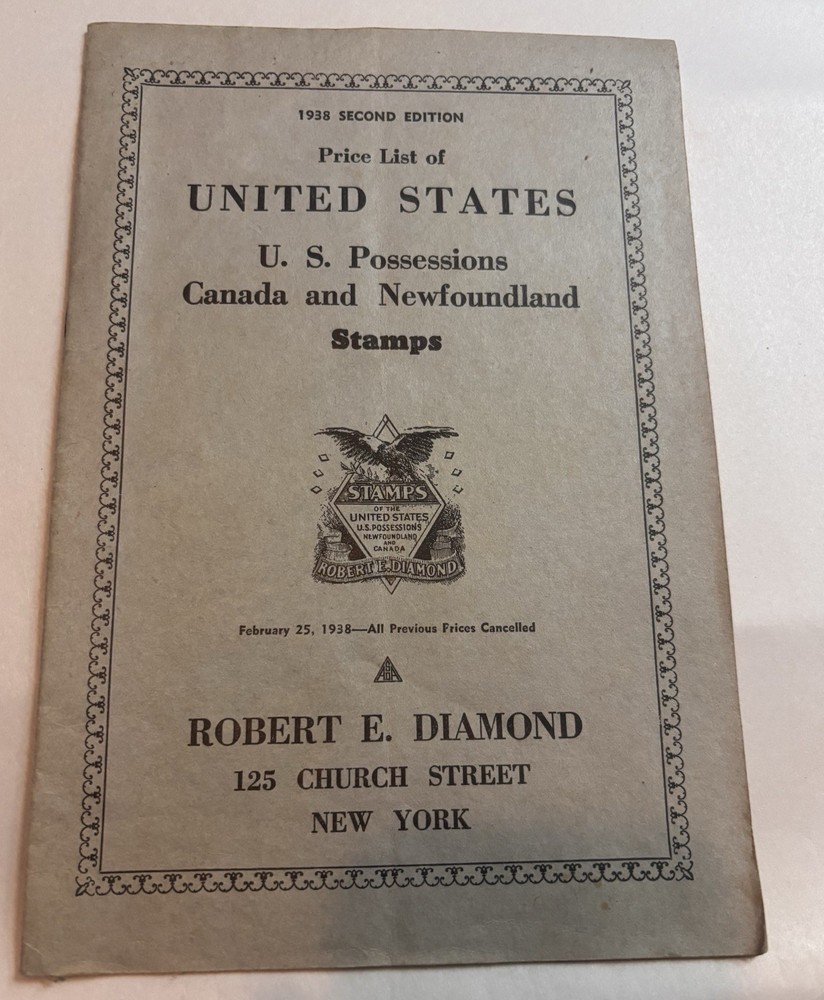 1938 SECOND EDITION
Price List of
UNITED STATES
U. S. Possessions
Canada and Newfoundland
Stamps
STAMPS
OF THE
UNITED STATES
U.S. POSSESSIONS
NEWFOUNDLAND
AND
CANADA
ROBERT E. DIAMOND
February 25, 1938—All Previous Prices Cancelled
ASDA
ROBERT E. DIAMOND
125 CHURCH STREET
NEW YORK